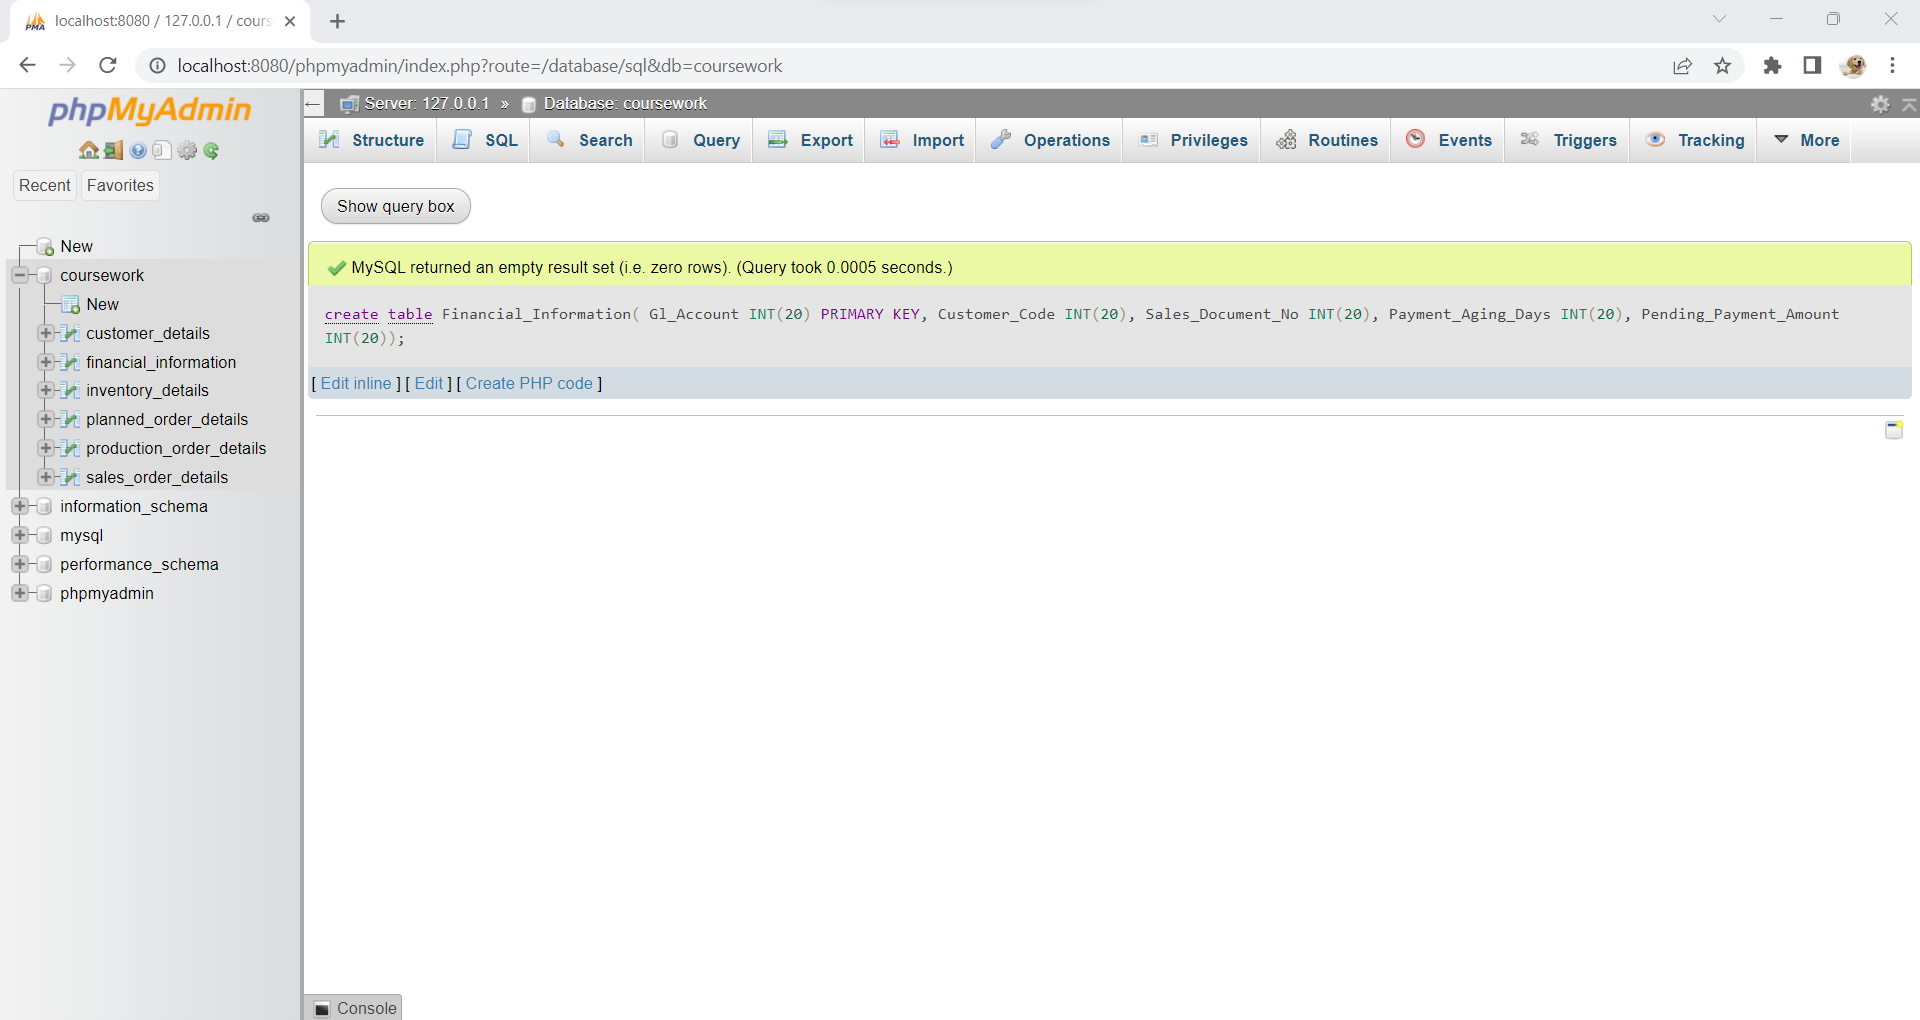 localhost:8080 / 127.0.0.1 / cours
localhost:8080/phpmyadmin/index.php?route=/database/sql&db=coursework
phpMyAdmin
Recent
Favorites
New
coursework
New
customer_details
financial_information
inventory_details
planned_order_details
production_order_details
sales_order_details
information_schema
mysql
performance_schema
phpmyadmin
Server: 127.0.0.1 » Database: coursework
Structure SQL Search Query Export Import Operations Privileges Routines Events Triggers Tracking More
Show query box
MySQL returned an empty result set (i.e. zero rows). (Query took 0.0005 seconds.)
create table Financial_Information( Gl_Account INT(20) PRIMARY KEY, Customer_Code INT(20), Sales_Document_No INT(20), Payment_Aging_Days INT(20), Pending_Payment_Amount
INT(20));
[ Edit inline ] [ Edit ] [ Create PHP code ]
Console